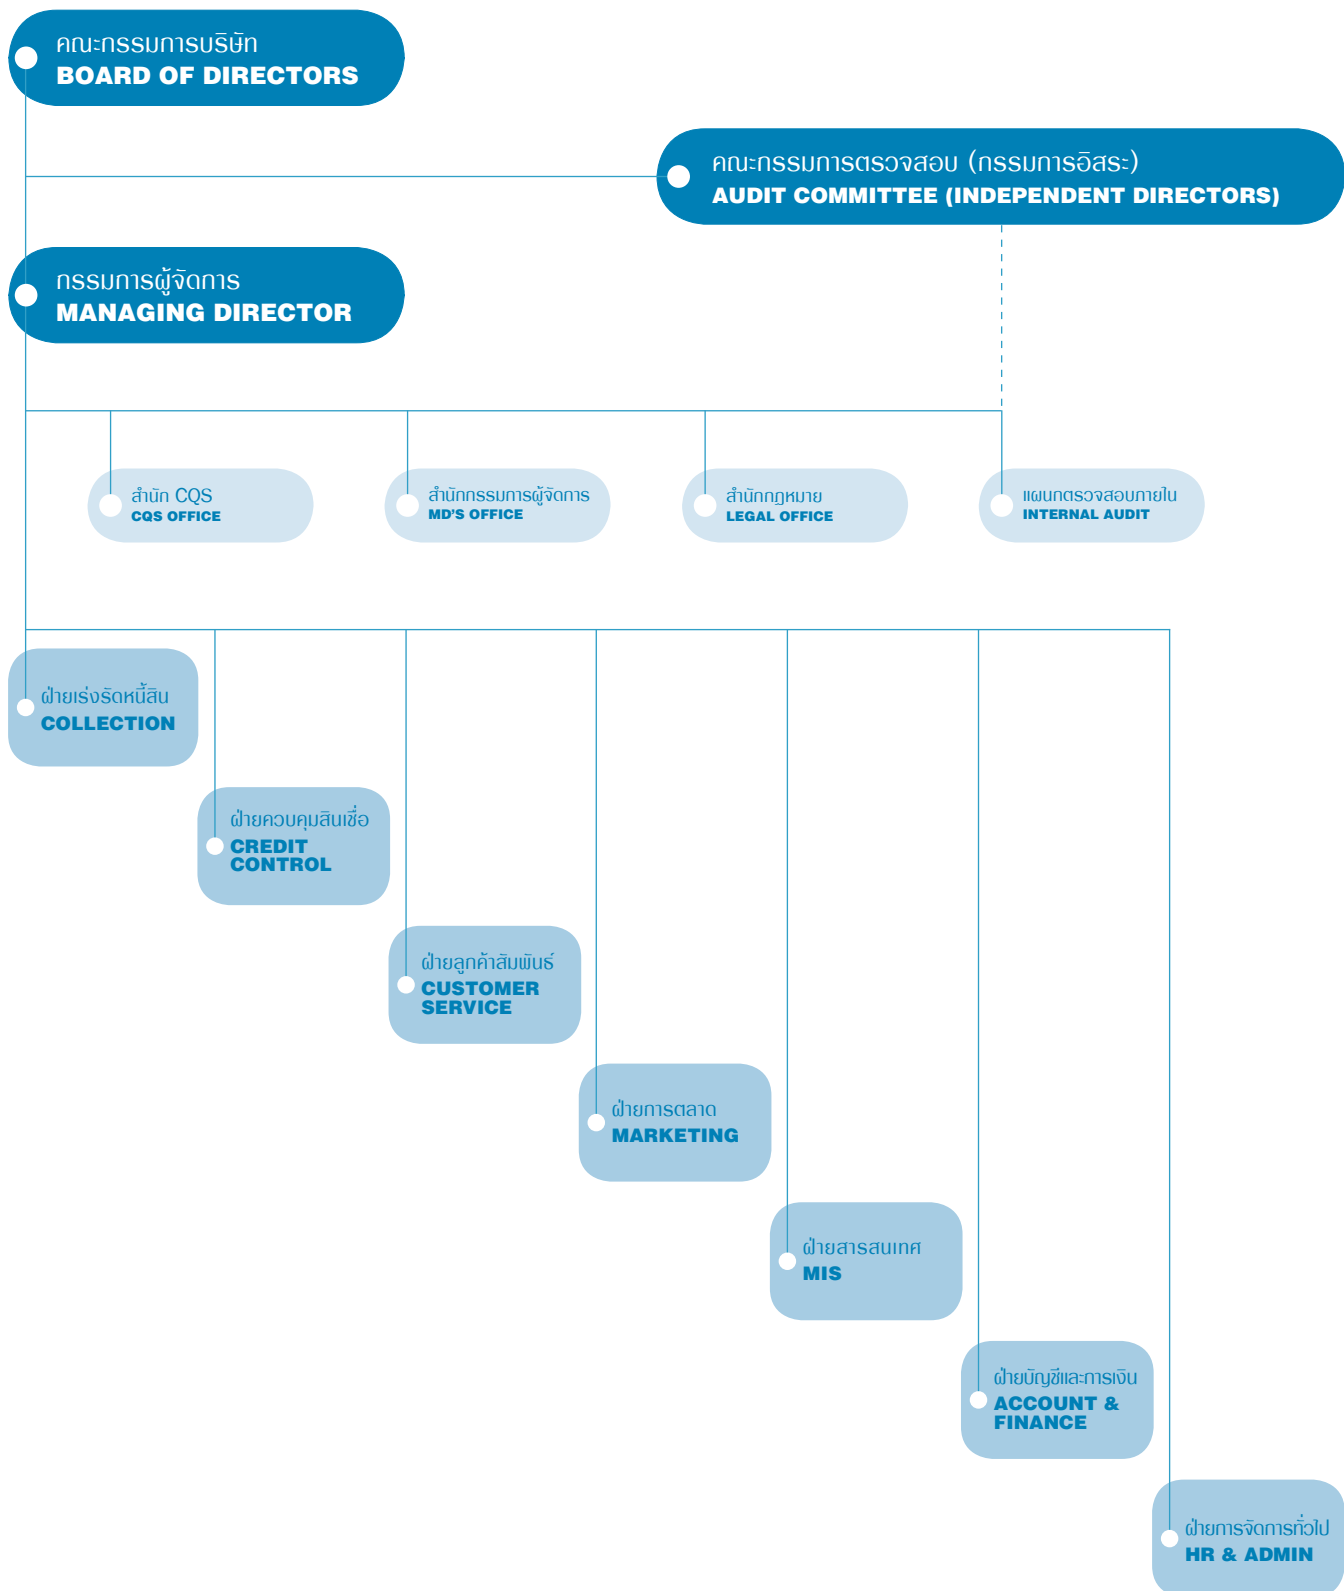 คณะกรรมการบริษัท
BOARD OF DIRECTORS
คณะกรรมการตรวจสอบ (กรรมการอิสระ)
AUDIT COMMITTEE (INDEPENDENT DIRECTORS)
กรรมการผู้จัดการ
MANAGING DIRECTOR
สำนัก CQS
CQS OFFICE
สำนักกรรมการผู้จัดการ
MD'S OFFICE
สำนักกฎหมาย
LEGAL OFFICE
แผนกตรวจสอบภายใน
INTERNAL AUDIT
ฝ่ายเร่งรัดหนี้สิน
COLLECTION
ฝ่ายควบคุมสินเชื่อ
CREDIT
CONTROL
ฝ่ายลูกค้าสัมพันธ์
CUSTOMER
SERVICE
ฝ่ายการตลาด
MARKETING
ฝ่ายสารสนเทศ
MIS
ฝ่ายบัญชีและการเงิน
ACCOUNT &
FINANCE
ฝ่ายการจัดการทั่วไป
HR & ADMIN